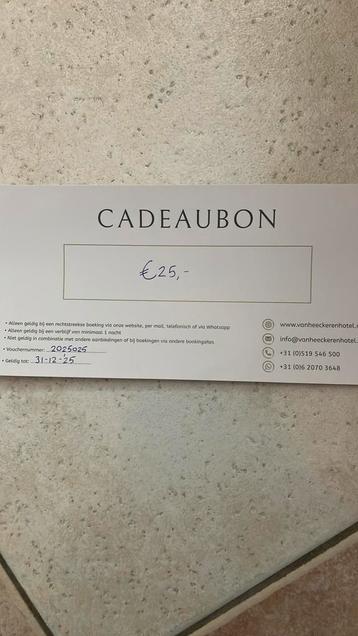 CADEAUBON
€25,-
• Alleen geldig bij een rechtstreekse boeking via onze website, per mail, telefonisch of via Whatsapp
• Alleen geldig bij een verblijf van minimaal 1 nacht
• Niet geldig in combinatie met andere aanbiedingen of bij boekingen via andere bookingsites
• Vouchernummer: 2025025
• Geldig tot: 31-12-'25
www.vanheeckerenhotel.
info@vanheeckerenhotel.
+31 (0)519 546 500
+31 (0)6 2070 3648